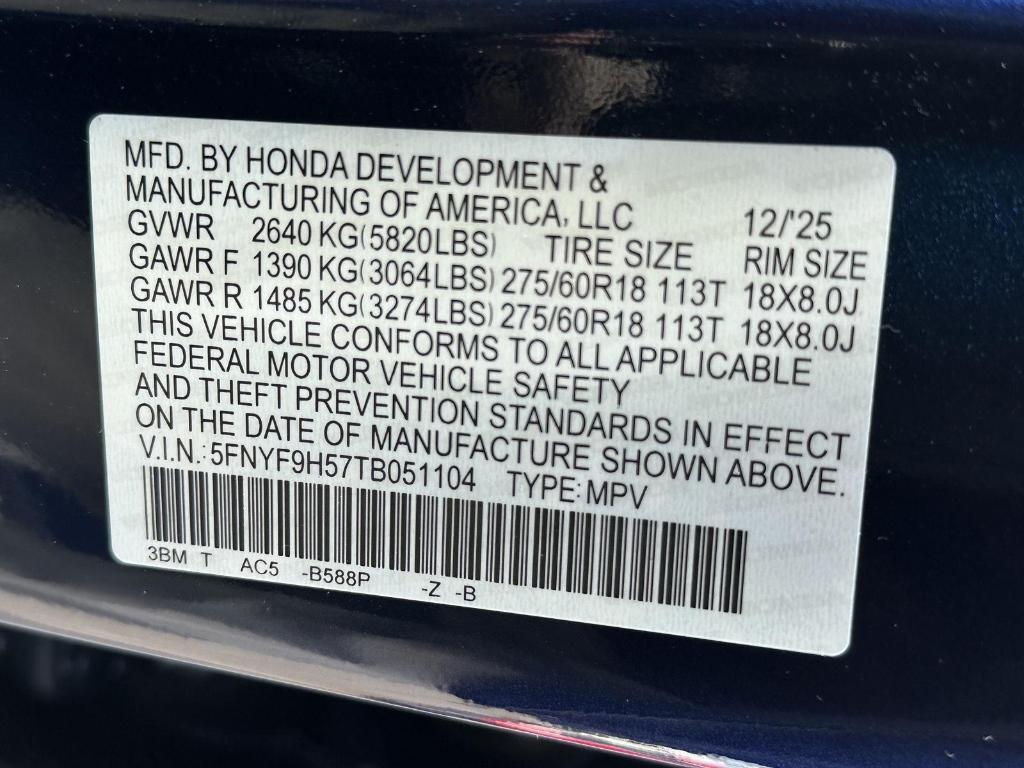 MFD. BY HONDA DEVELOPMENT &
MANUFACTURING OF AMERICA, LLC 12/'25
GVWR 2640 KG(5820LBS) TIRE SIZE RIM SIZE
GAWR F 1390 KG(3064LBS) 275/60R18 113T 18X8.0J
GAWR R 1485 KG(3274LBS) 275/60R18 113T 18X8.0J
THIS VEHICLE CONFORMS TO ALL APPLICABLE
FEDERAL MOTOR VEHICLE SAFETY
AND THEFT PREVENTION STANDARDS IN EFFECT
ON THE DATE OF MANUFACTURE SHOWN ABOVE.
V.I.N.: 5FNYF9H57TB051104 TYPE: MPV
3BM T AC5 -B588P -Z -B